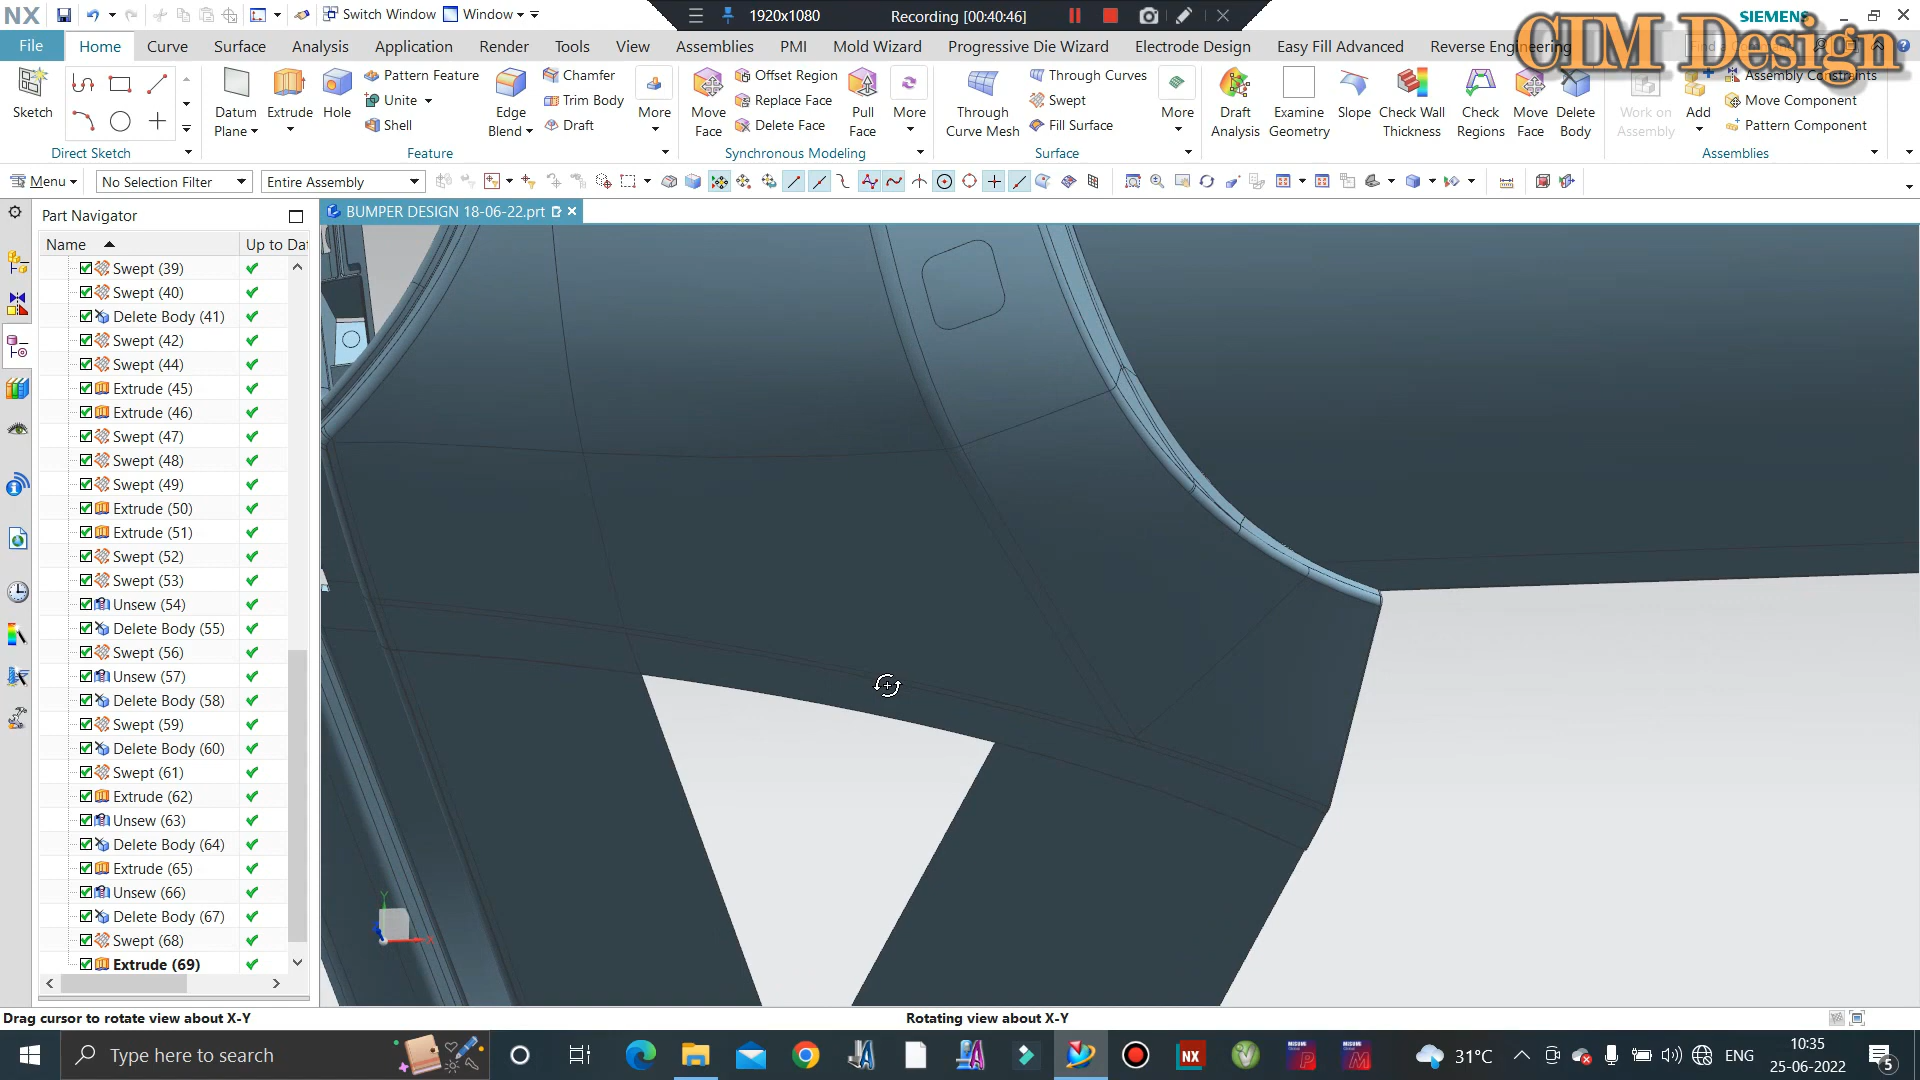 NX
Switch Window
Window
1920x1080
Recording [00:40:46]
SIEMENS
CIM Design
File
Home
Curve
Surface
Analysis
Application
Render
Tools
View
Assemblies
PMI
Mold Wizard
Progressive Die Wizard
Electrode Design
Easy Fill Advanced
Reverse Engineering
Sketch
Direct Sketch
Datum Plane
Extrude
Hole
Pattern Feature
Unite
Shell
Edge Blend
Chamfer
Trim Body
Draft
More
Feature
Move Face
Offset Region
Replace Face
Delete Face
Pull Face
More
Synchronous Modeling
Through Curve Mesh
Through Curves
Swept
Fill Surface
More
Surface
Draft Analysis
Examine Geometry
Slope
Check Wall Thickness
Check Regions
Move Face
Delete Body
Work on Assembly
Add
Assembly Constraints
Move Component
Pattern Component
Assemblies
Menu
No Selection Filter
Entire Assembly
Part Navigator
BUMPER DESIGN 18-06-22.prt
Name
Up to Da
Swept (39)
Swept (40)
Delete Body (41)
Swept (42)
Swept (44)
Extrude (45)
Extrude (46)
Swept (47)
Swept (48)
Swept (49)
Extrude (50)
Extrude (51)
Swept (52)
Swept (53)
Unsew (54)
Delete Body (55)
Swept (56)
Unsew (57)
Delete Body (58)
Swept (59)
Delete Body (60)
Swept (61)
Extrude (62)
Unsew (63)
Delete Body (64)
Extrude (65)
Unsew (66)
Delete Body (67)
Swept (68)
Extrude (69)
Drag cursor to rotate view about X-Y
Rotating view about X-Y
Type here to search
NX
31°C
ENG
10:35
25-06-2022
5